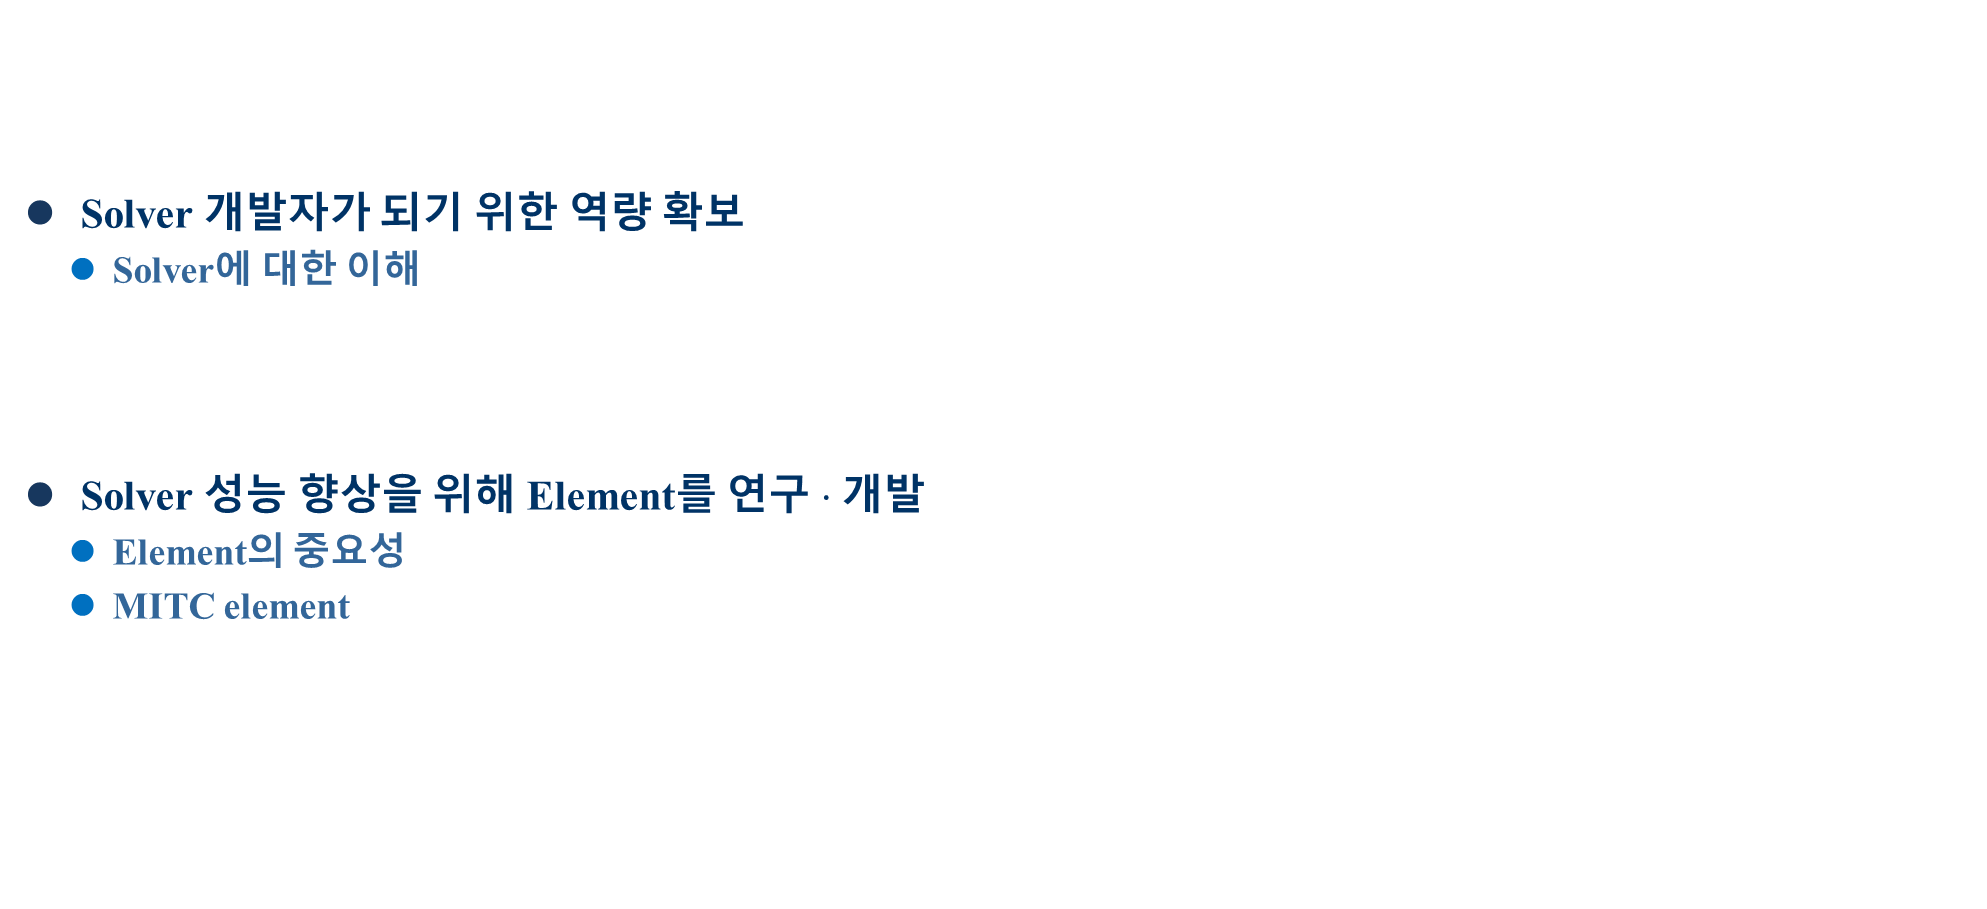 ● Solver 개발자가 되기 위한 역량 확보
● Solver에 대한 이해
● Solver 성능 향상을 위해 Element를 연구 · 개발
● Element의 중요성
● MITC element